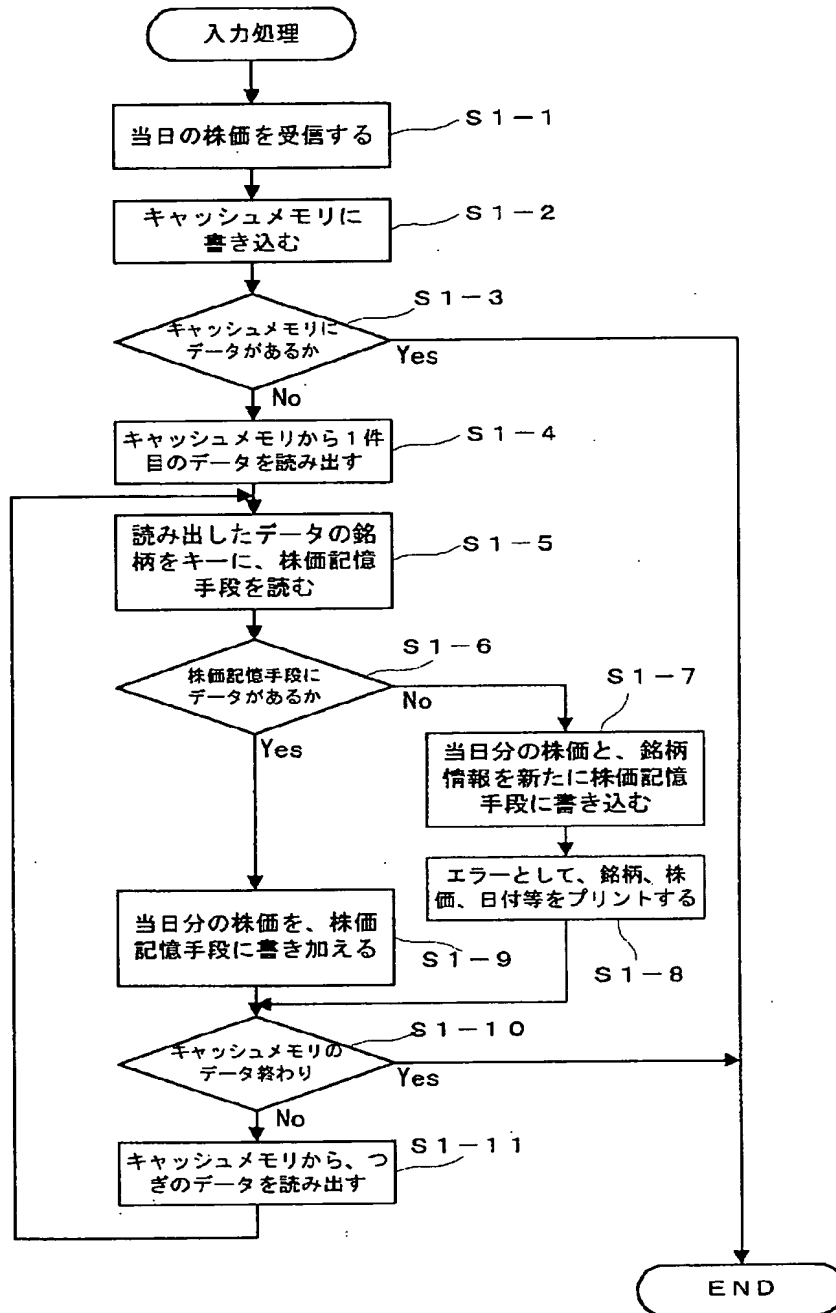 入力処理
当日の株価を受信する
S1-1
キャッシュメモリに
書き込む
S1-2
S1-3
キャッシュメモリに
データがあるか
Yes
No
キャッシュメモリから1件
目のデータを読み出す
S1-4
読み出したデータの銘
柄をキーに、株価記憶
手段を読む
S1-5
S1-6
株価記憶手段に
データがあるか
No
Yes
S1-7
当日分の株価と、銘柄
情報を新たに株価記憶
手段に書き込む
エラーとして、銘柄、株
価、日付等をプリントする
S1-8
当日分の株価を、株価
記憶手段に書き加える
S1-9
S1-10
キャッシュメモリの
データ終わり
Yes
No
キャッシュメモリから、つ
ぎのデータを読み出す
S1-11
END